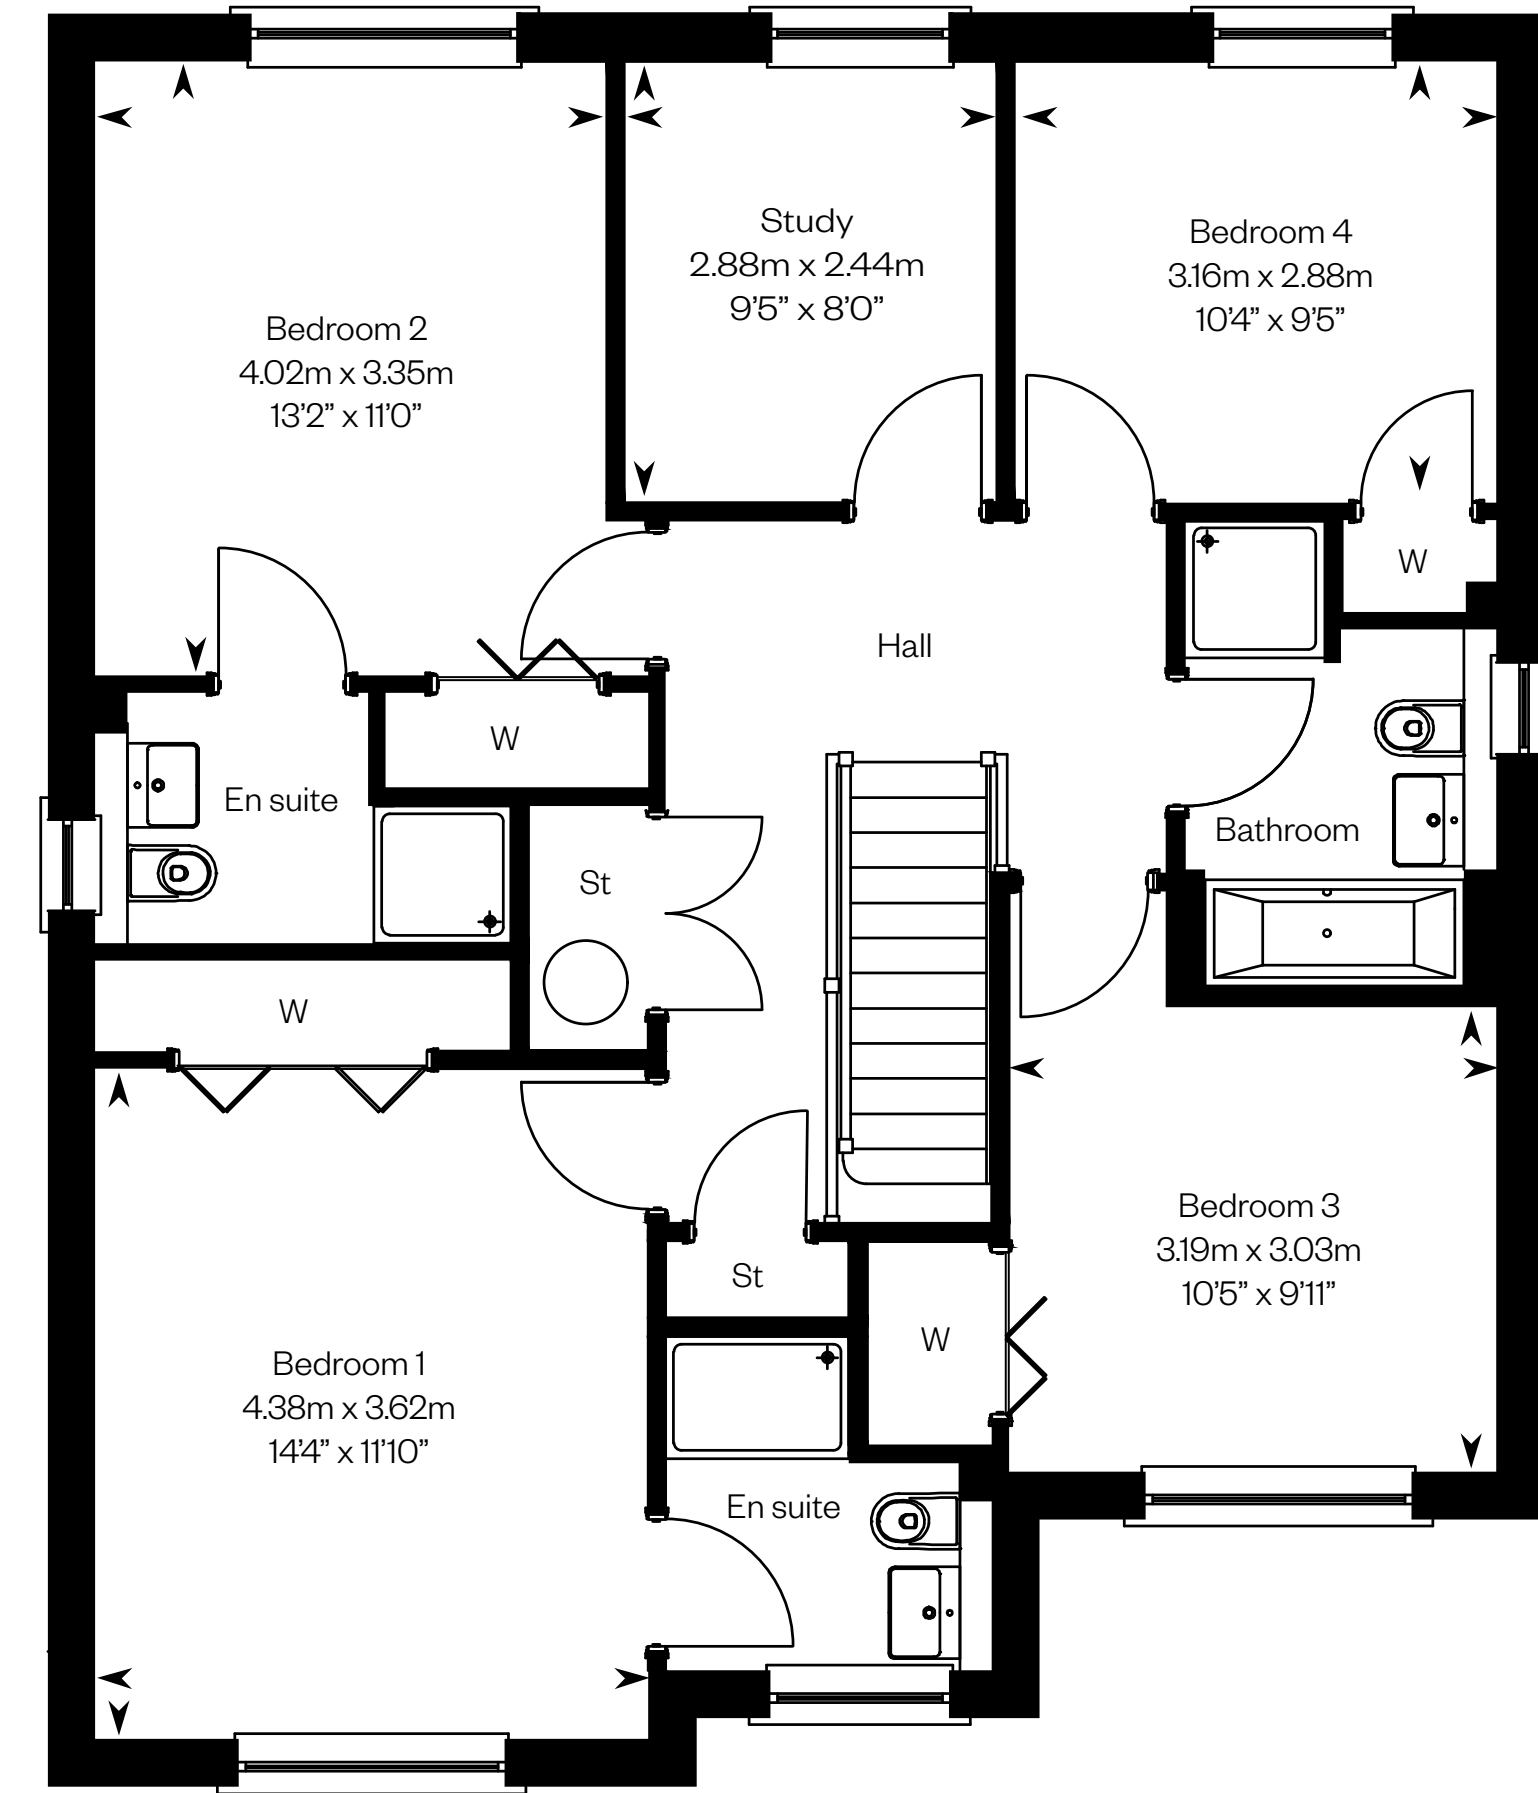 Study
2.88m x 2.44m
9’5” x 8’0”
Bedroom 4
3.16m x 2.88m
10’4” x 9’5”
Bedroom 2
4.02m x 3.35m
13’2” x 11’0”
W
Hall
W
En suite
Bathroom
St
W
Bedroom 3
3.19m x 3.03m
10’5” x 9’11”
St
W
Bedroom 1
4.38m x 3.62m
14’4” x 11’10”
En suite